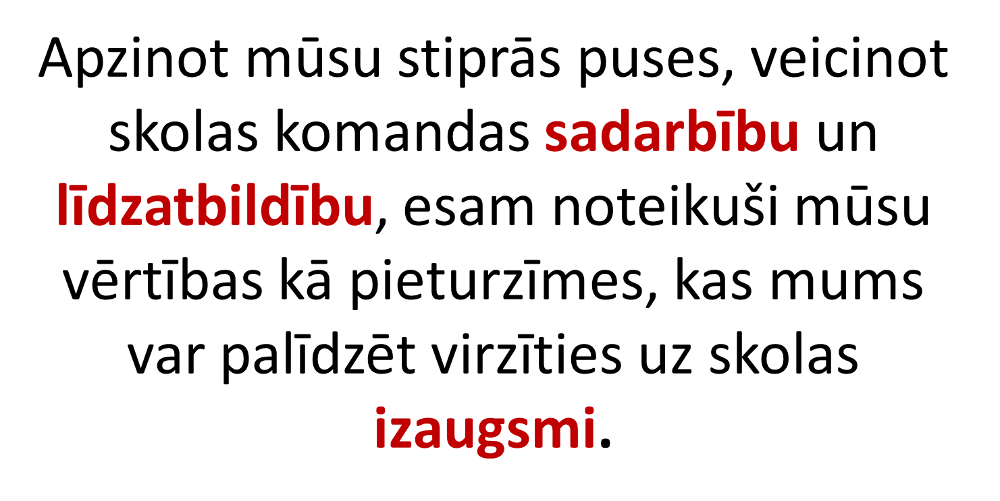 Apzinot mūsu stiprās puses, veicinot
skolas komandas sadarbību un
līdzatbildību, esam noteikuši mūsu
vērtības kā pieturzīmes, kas mums
var palīdzēt virzīties uz skolas
izaugsmi.